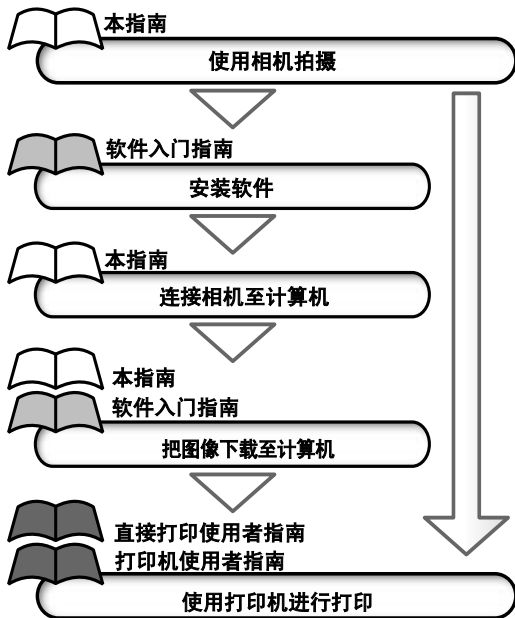 本指南
使用相机拍摄
软件入门指南
安装软件
本指南
连接相机至计算机
本指南
软件入门指南
把图像下载至计算机
直接打印使用者指南
打印机使用者指南
使用打印机进行打印